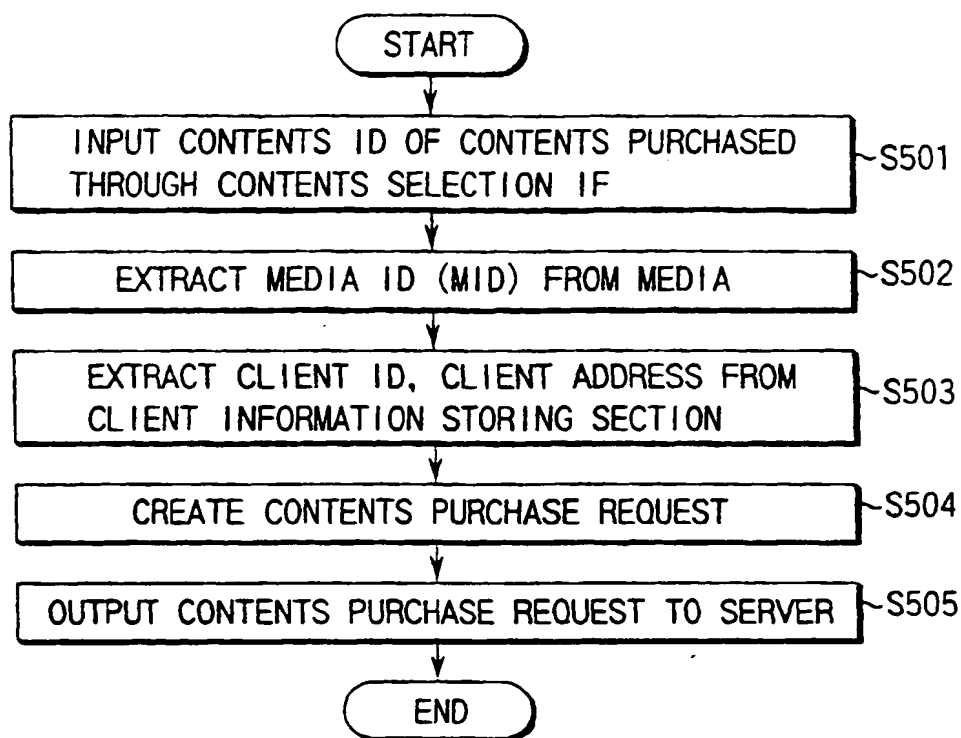 START
INPUT CONTENTS ID OF CONTENTS PURCHASED
THROUGH CONTENTS SELECTION IF
S501
EXTRACT MEDIA ID (MID) FROM MEDIA
S502
EXTRACT CLIENT ID, CLIENT ADDRESS FROM
CLIENT INFORMATION STORING SECTION
S503
CREATE CONTENTS PURCHASE REQUEST
S504
OUTPUT CONTENTS PURCHASE REQUEST TO SERVER
S505
END